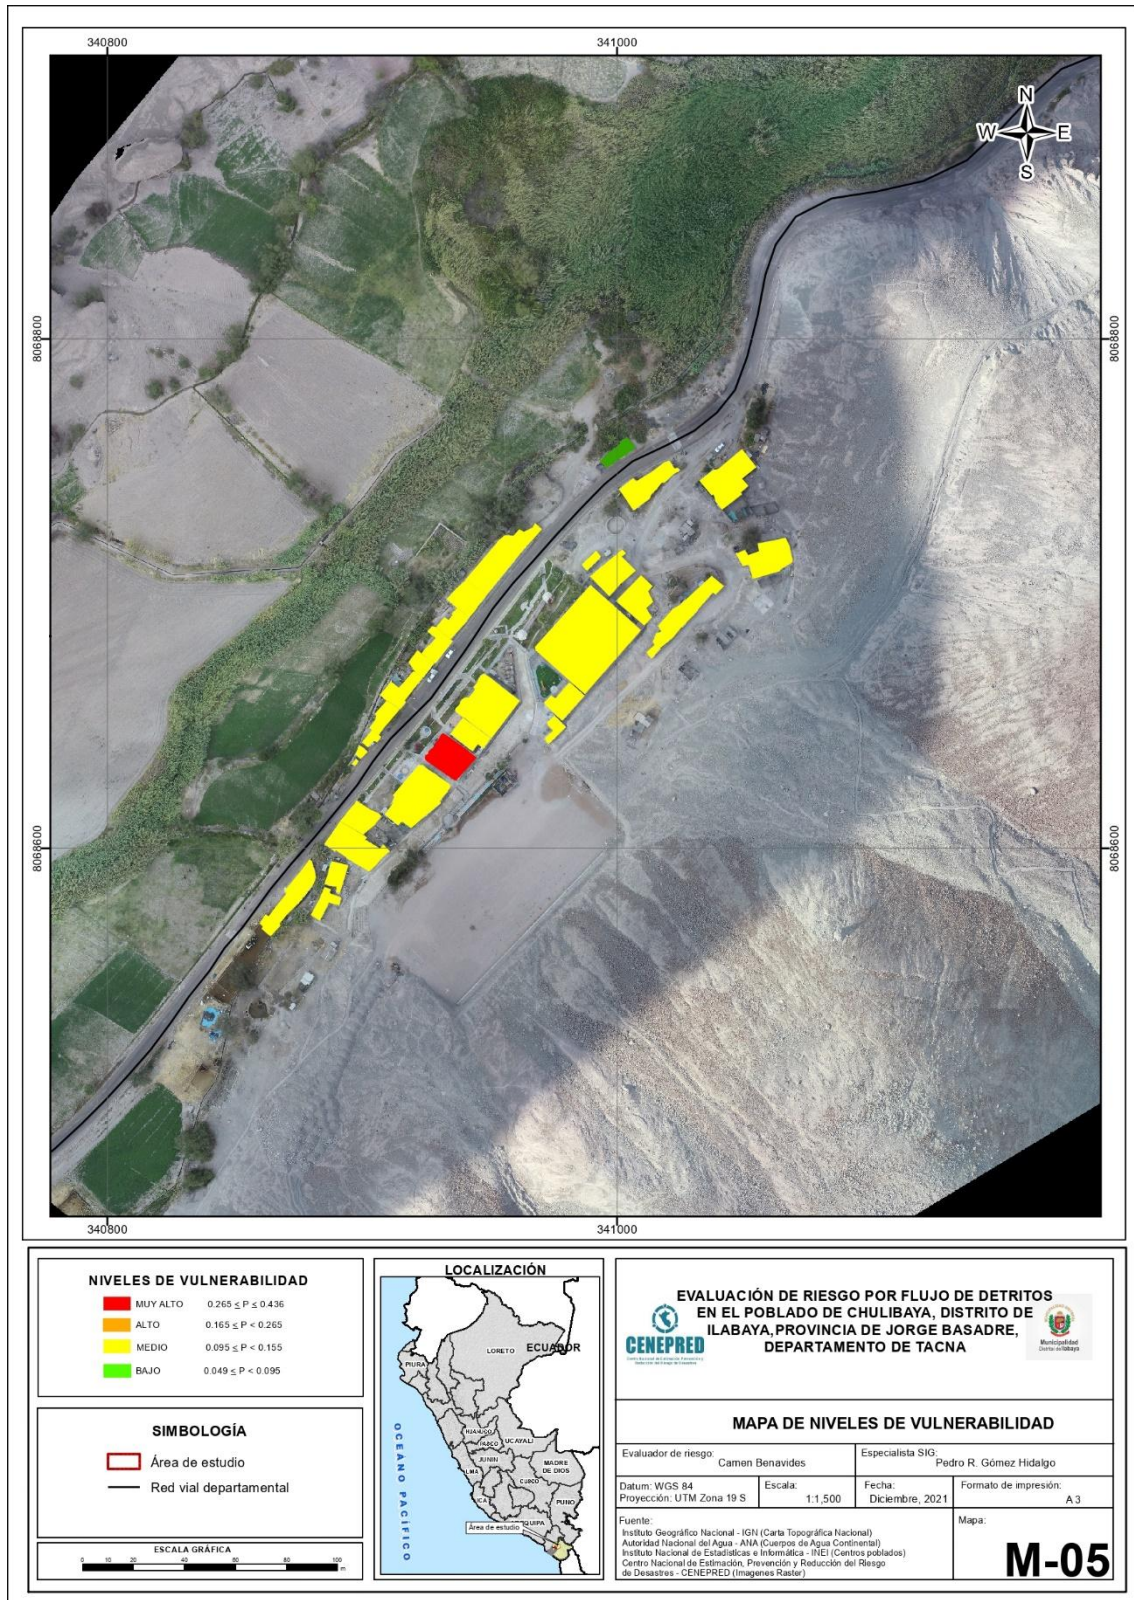 340800
341000
N
W
E
S
8068800
8068800
8068600
8068600
340800
341000
NIVELES DE VULNERABILIDAD
MUY ALTO 0.265 ≤ P ≤ 0.436
ALTO 0.165 ≤ P < 0.265
MEDIO 0.095 ≤ P < 0.155
BAJO 0.049 ≤ P < 0.095
SIMBOLOGÍA
Área de estudio
Red vial departamental
ESCALA GRÁFICA
0 10 20 40 60 80 100
m
LOCALIZACIÓN
ECUADOR
LORETO
PIURA
HUANUCO
PASCO
UCAYALI
JUNIN
MADRE
DE DIOS
LIMA
CUSCO
ICA
PUNO
OCEANO PACÍFICO
Área de estudio
EVALUACIÓN DE RIESGO POR FLUJO DE DETRITOS
EN EL POBLADO DE CHULIBAYA, DISTRITO DE
ILABAYA,PROVINCIA DE JORGE BASADRE,
DEPARTAMENTO DE TACNA
CENEPRED
Municipalidad
Distrital de Ilabaya
MAPA DE NIVELES DE VULNERABILIDAD
Evaluador de riesgo:
Camen Benavides
Especialista SIG:
Pedro R. Gómez Hidalgo
Datum: WGS 84
Proyección: UTM Zona 19 S
Escala:
1:1,500
Fecha:
Diciembre, 2021
Formato de impresión:
A 3
Fuente:
Instituto Geográfico Nacional - IGN (Carta Topográfica Nacional)
Autoridad Nacional del Agua - ANA (Cuerpos de Agua Continental)
Instituto Nacional de Estadísticas e Informática - INEI (Centros poblados)
Centro Nacional de Estimación, Prevención y Reducción del Riesgo
de Desastres - CENEPRED (Imagenes Raster)
Mapa:
M-05